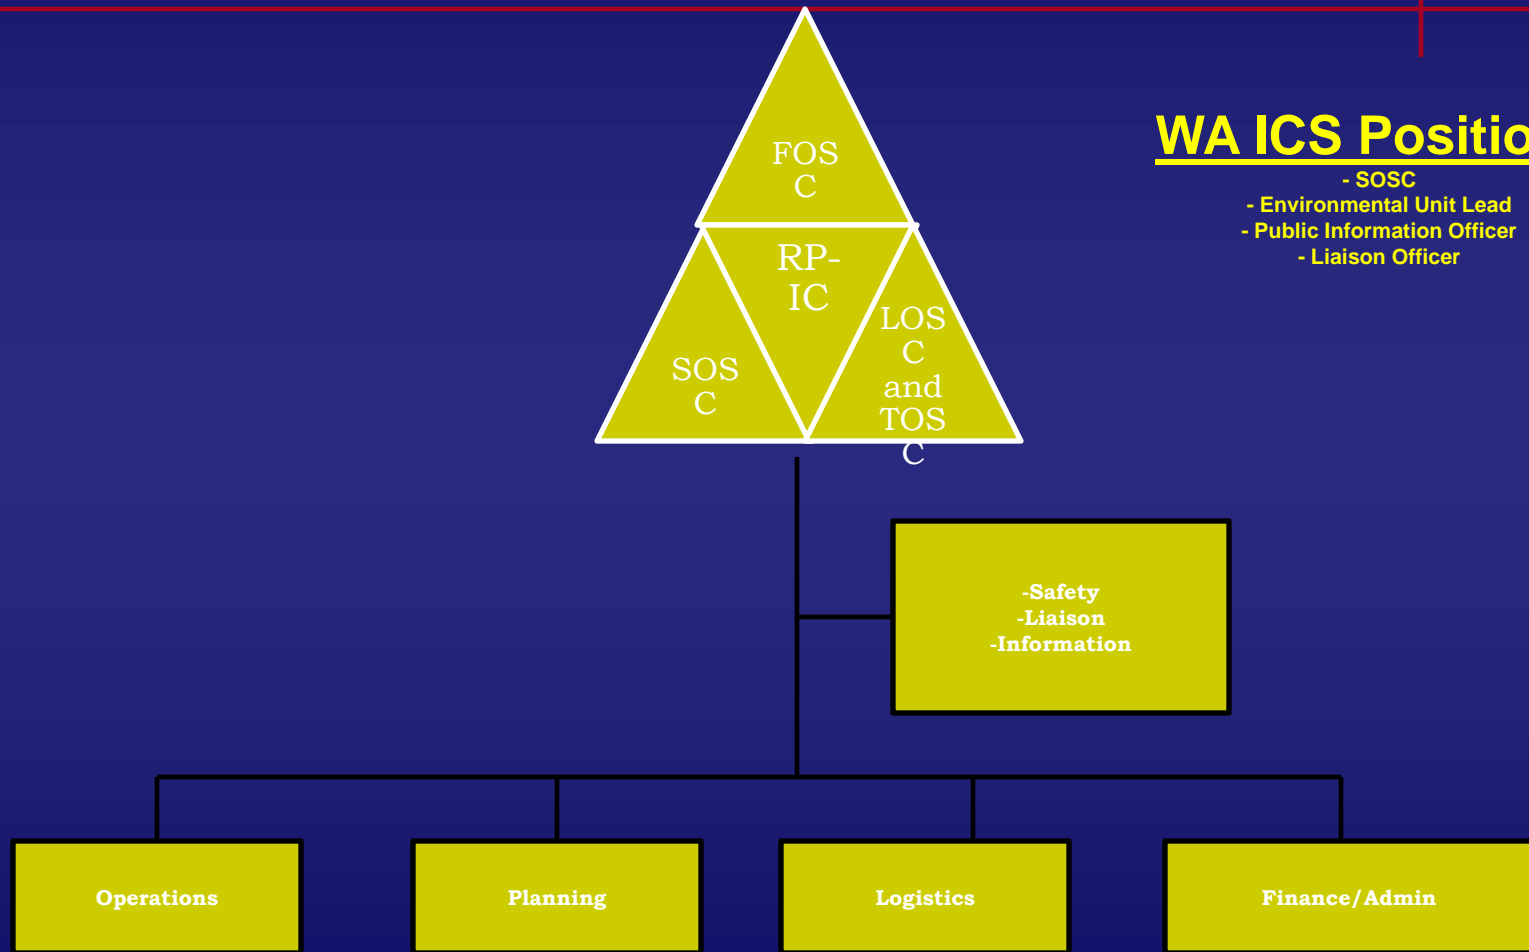 FOS
C
RP-
IC
SOS
C
LOS
C
and
TOS
C
WA ICS Positio
- SOSC
- Environmental Unit Lead
- Public Information Officer
- Liaison Officer
-Safety
-Liaison
-Information
Operations
Planning
Logistics
Finance/Admin